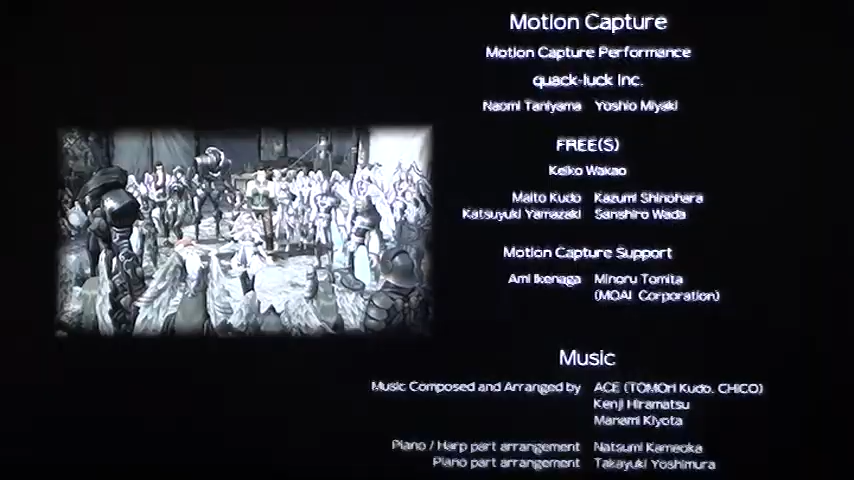 Motion Capture
Motion Capture Performance
quack-luck Inc.
Naomi Taniyama Yoshio Miyaki
FREE(S)
Keiko Wakao
Maito Kudo Kazumi Shinohara
Katsuyuki Yamazaki Sanshiro Wada
Motion Capture Support
Ami Ikenaga Minoru Tomita
(MOAI Corporation)
Music
Music Composed and Arranged by ACE (TOMOri Kudo, CHiCO)
Kenji Hiramatsu
Manami Kiyota
Piano / Harp part arrangement Natsumi Kameoka
Piano part arrangement Takayuki Yoshimura